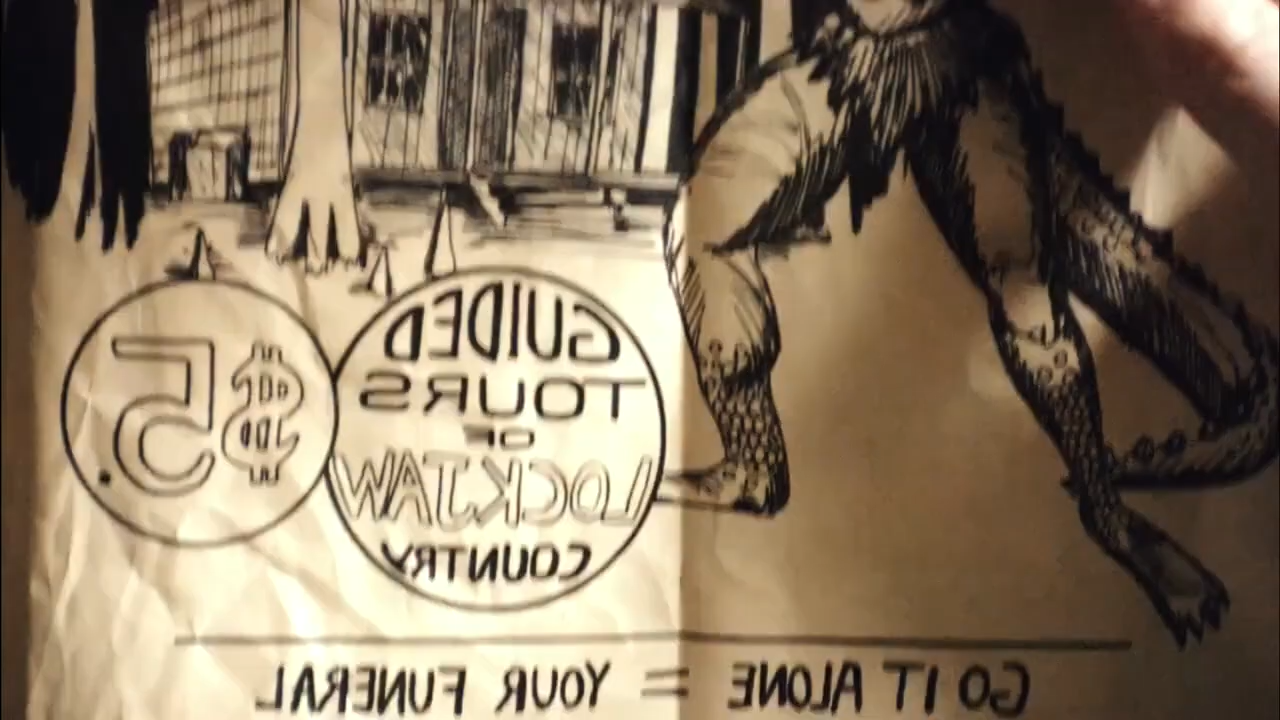 GUIDED
TOURS
OF
LOCKJAW
COUNTRY
$5.
GO IT ALONE = YOUR FUNERAL